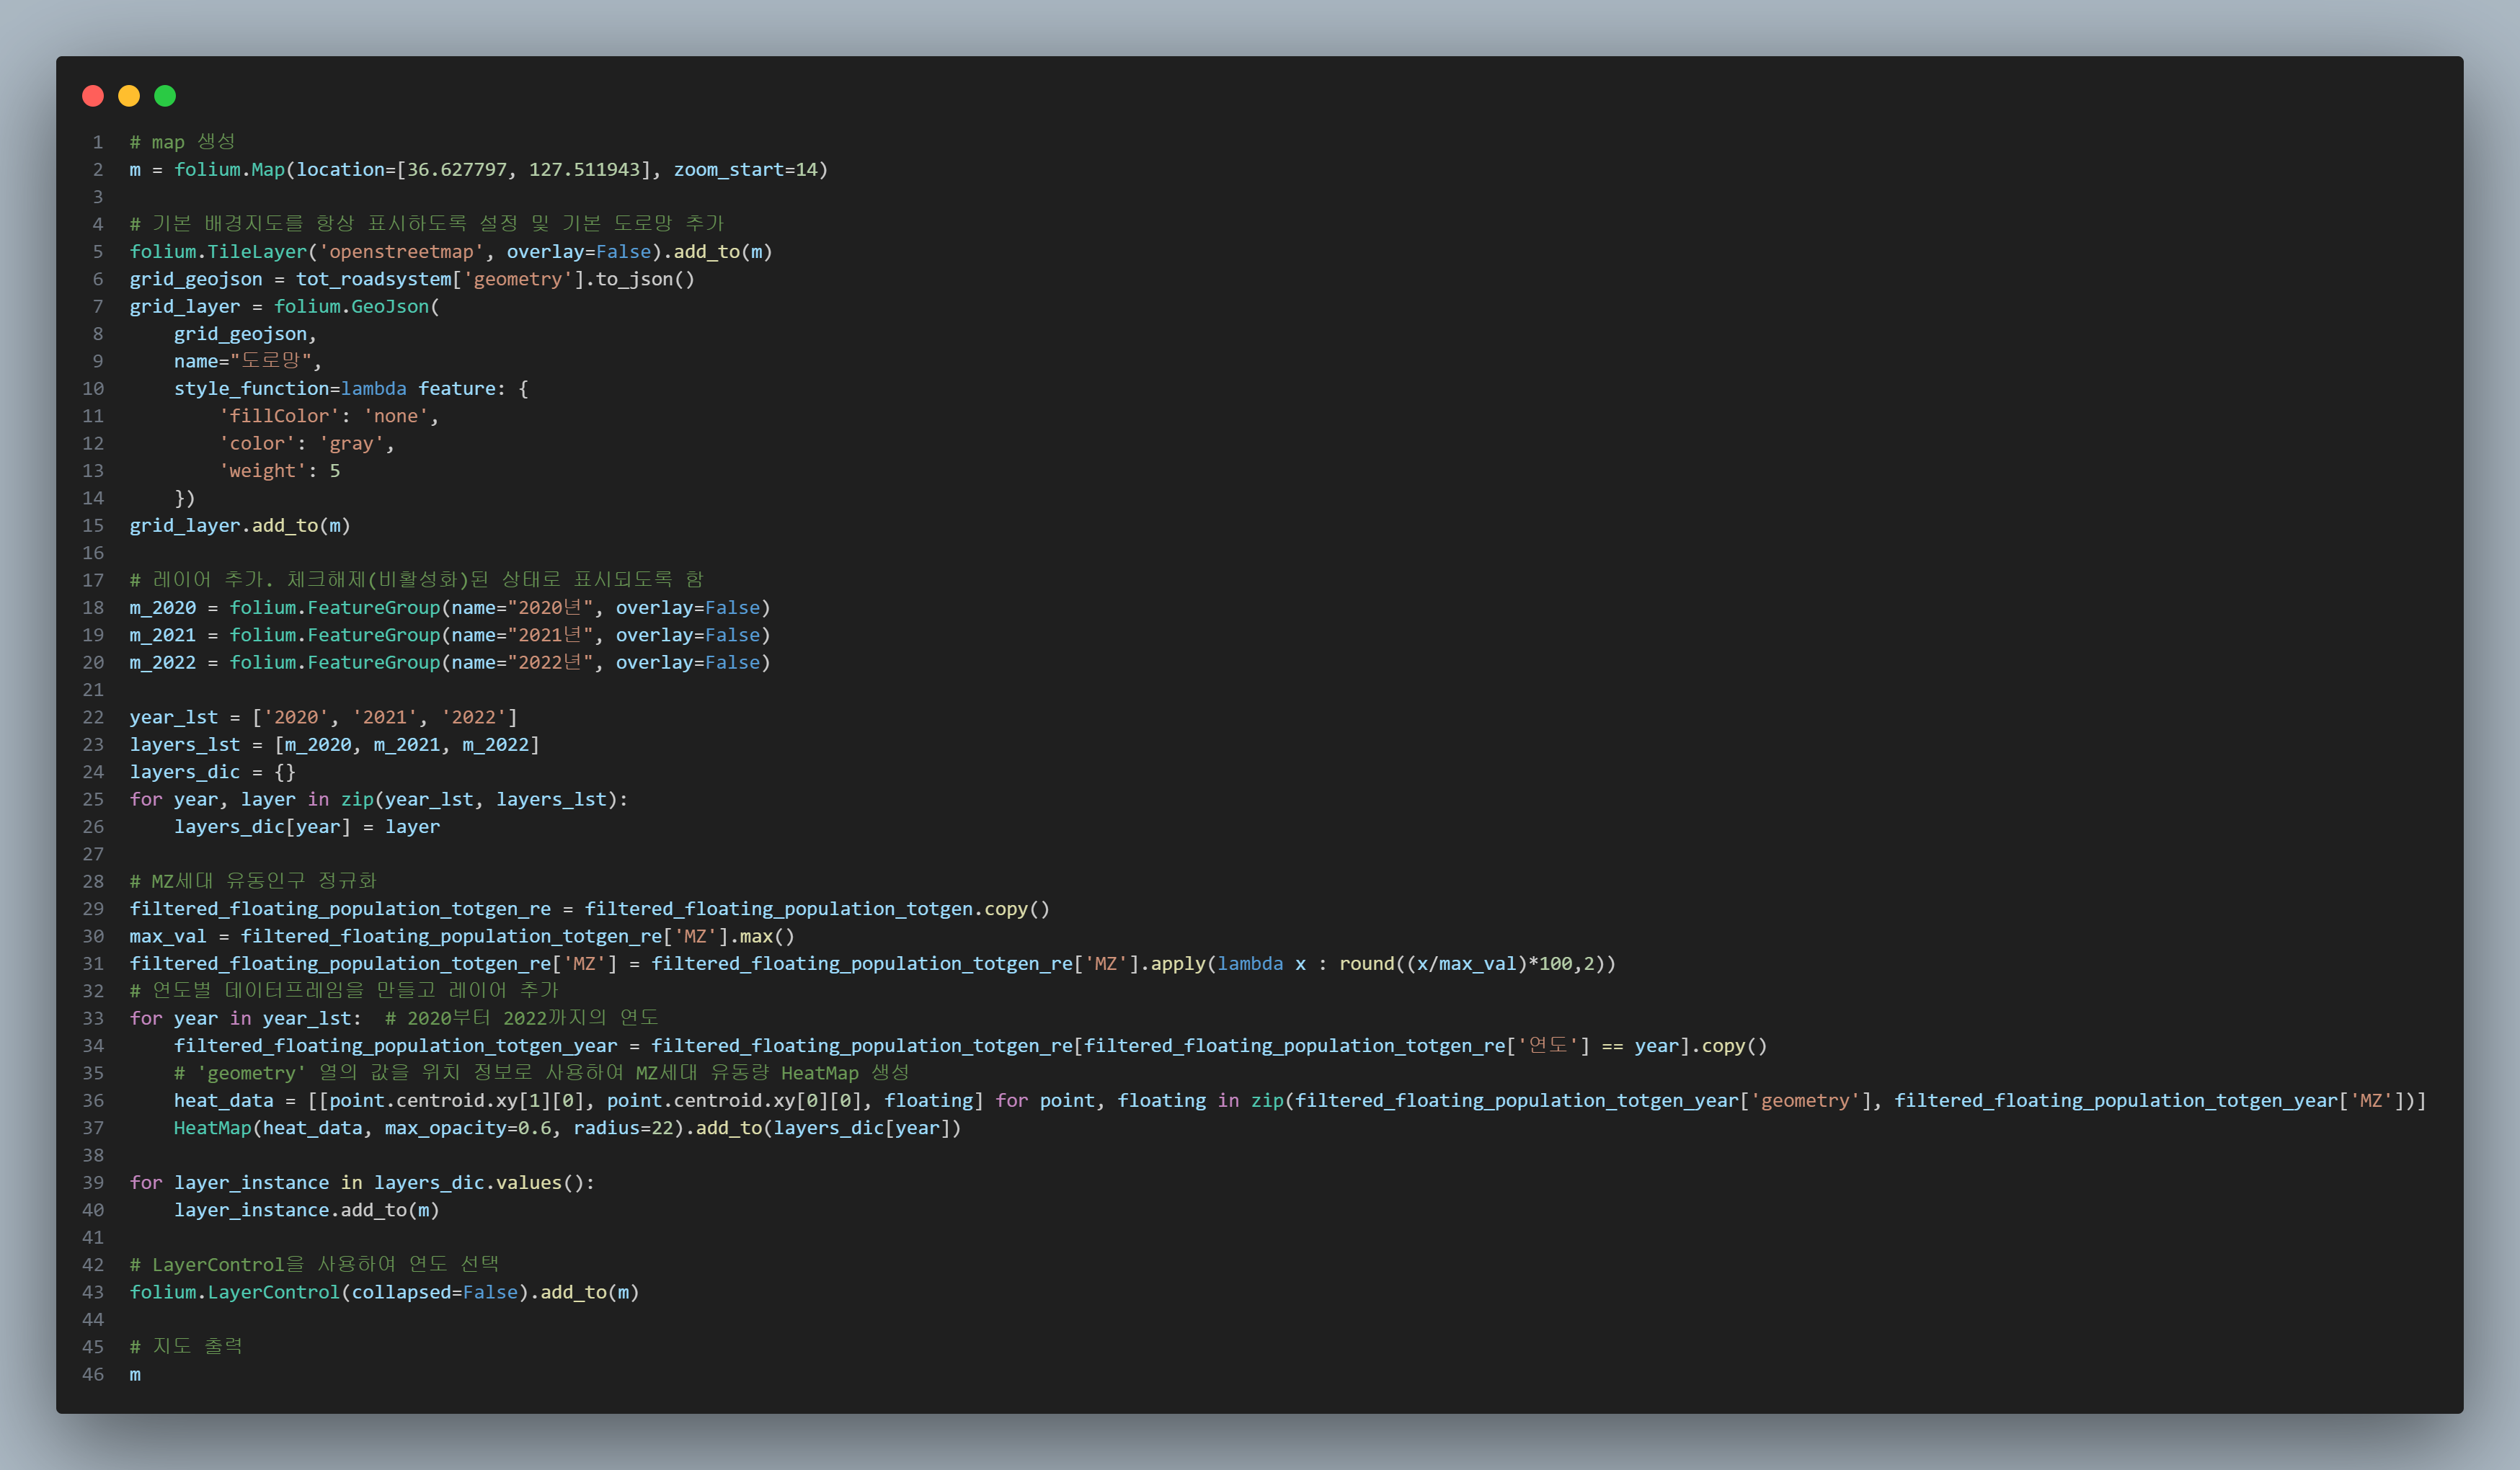 1 # map 생성
2 m = folium.Map(location=[36.627797, 127.511943], zoom_start=14)
3
4 # 기본 배경지도를 항상 표시하도록 설정 및 기본 도로망 추가
5 folium.TileLayer('openstreetmap', overlay=False).add_to(m)
6 grid_geojson = tot_roadsystem['geometry'].to_json()
7 grid_layer = folium.GeoJson(
8     grid_geojson,
9     name="도로망",
10     style_function=lambda feature: {
11         'fillColor': 'none',
12         'color': 'gray',
13         'weight': 5
14     })
15 grid_layer.add_to(m)
16
17 # 레이어 추가. 체크해제(비활성화)된 상태로 표시되도록 함
18 m_2020 = folium.FeatureGroup(name="2020년", overlay=False)
19 m_2021 = folium.FeatureGroup(name="2021년", overlay=False)
20 m_2022 = folium.FeatureGroup(name="2022년", overlay=False)
21
22 year_lst = ['2020', '2021', '2022']
23 layers_lst = [m_2020, m_2021, m_2022]
24 layers_dic = {}
25 for year, layer in zip(year_lst, layers_lst):
26     layers_dic[year] = layer
27
28 # MZ세대 유동인구 정규화
29 filtered_floating_population_totgen_re = filtered_floating_population_totgen.copy()
30 max_val = filtered_floating_population_totgen_re['MZ'].max()
31 filtered_floating_population_totgen_re['MZ'] = filtered_floating_population_totgen_re['MZ'].apply(lambda x : round((x/max_val)*100,2))
32 # 연도별 데이터프레임을 만들고 레이어 추가
33 for year in year_lst:  # 2020부터 2022까지의 연도
34     filtered_floating_population_totgen_year = filtered_floating_population_totgen_re[filtered_floating_population_totgen_re['연도'] == year].copy()
35     # 'geometry' 열의 값을 위치 정보로 사용하여 MZ세대 유동량 HeatMap 생성
36     heat_data = [[point.centroid.xy[1][0], point.centroid.xy[0][0], floating] for point, floating in zip(filtered_floating_population_totgen_year['geometry'], filtered_floating_population_totgen_year['MZ'])]
37     HeatMap(heat_data, max_opacity=0.6, radius=22).add_to(layers_dic[year])
38
39 for layer_instance in layers_dic.values():
40     layer_instance.add_to(m)
41
42 # LayerControl을 사용하여 연도 선택
43 folium.LayerControl(collapsed=False).add_to(m)
44
45 # 지도 출력
46 m